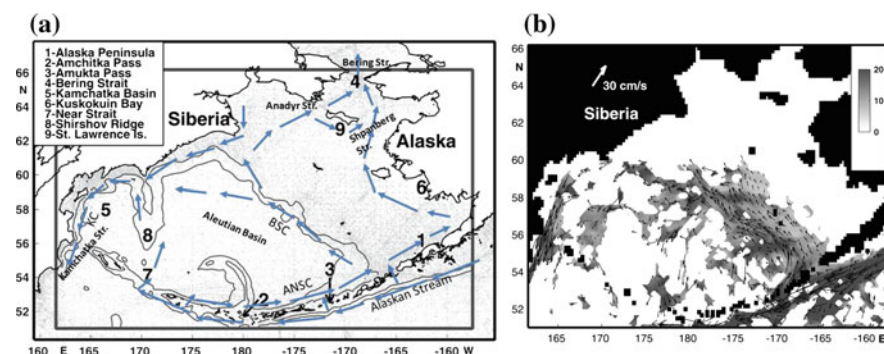 (a)
1-Alaska Peninsula
2-Amchitka Pass
3-Amukta Pass
4-Bering Strait
5-Kamchatka Basin
6-Kuskokuin Bay
7-Near Strait
8-Shirshov Ridge
9-St. Lawrence Is.
66
N
64
62
60
58
56
54
52
51
Bering Str.
4
Anadyr Str.
Siberia
9
Shpanberg
Str.
Alaska
6
5
KC
Kamchatka Str.
8
Aleutian Basin
BSC
7
ANSC
2
3
1
Alaskan Stream
160 E 165 170 175 180 -175 -170 -165 -160 W
(b)
66
N
64
62
60
58
56
54
52
30 cm/s
Siberia
20
10
0
165 170 175 180 -175 -170 -165 -160 E